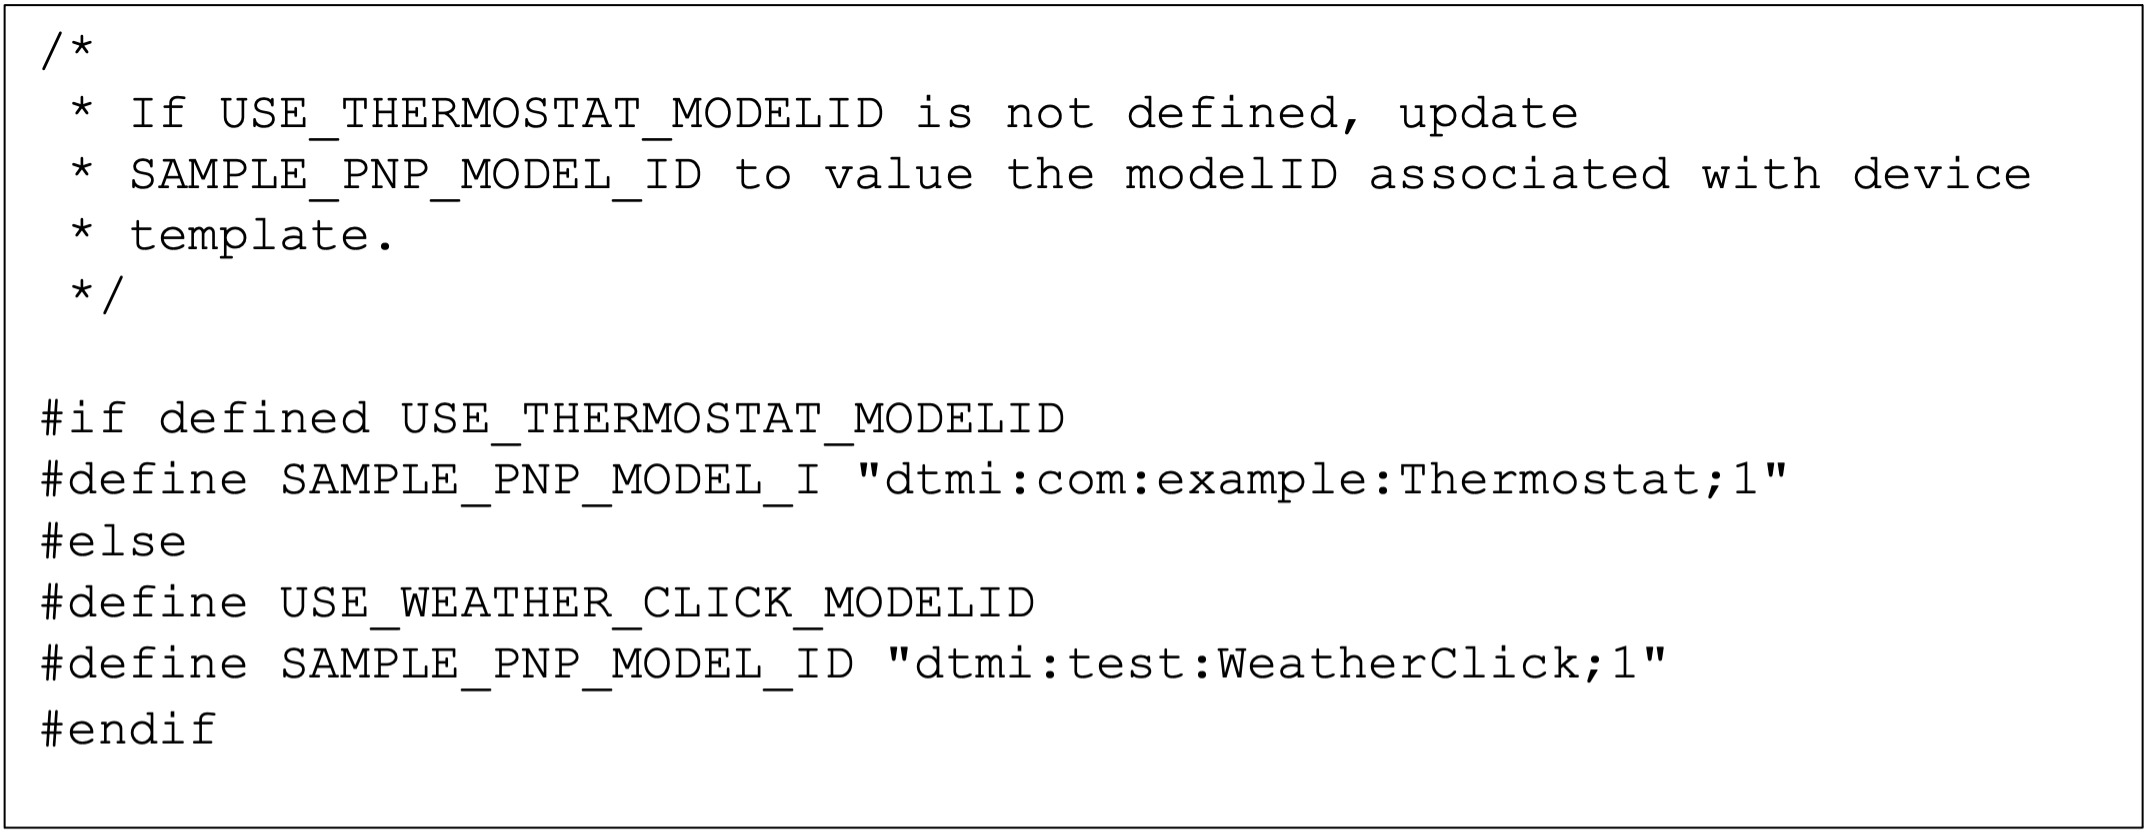 /*
 * If USE_THERMOSTAT_MODELID is not defined, update
 * SAMPLE_PNP_MODEL_ID to value the modelID associated with device
 * template.
 */
#if defined USE_THERMOSTAT_MODELID
#define SAMPLE_PNP_MODEL_I "dtmi:com:example:Thermostat;1"
#else
#define USE_WEATHER_CLICK_MODELID
#define SAMPLE_PNP_MODEL_ID "dtmi:test:WeatherClick;1"
#endif